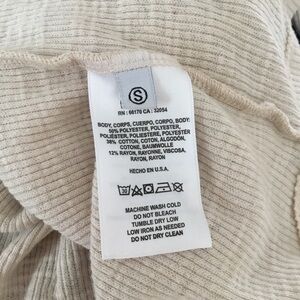 S
RN : 66170 CA : 32054
BODY, CORPS, CUERPO, CORPO, BODY:
50% POLYESTER, POLYESTER,
POLIÉSTER, POLIESTERE, POLYESTER
38% COTTON, COTON, ALGODÓN,
COTONE, BAUMWOLLE
12% RAYON, RAYONNE, VISCOSA,
RAYON, RAYON
HECHO EN U.S.A.
MACHINE WASH COLD
DO NOT BLEACH
TUMBLE DRY LOW
LOW IRON AS NEEDED
DO NOT DRY CLEAN